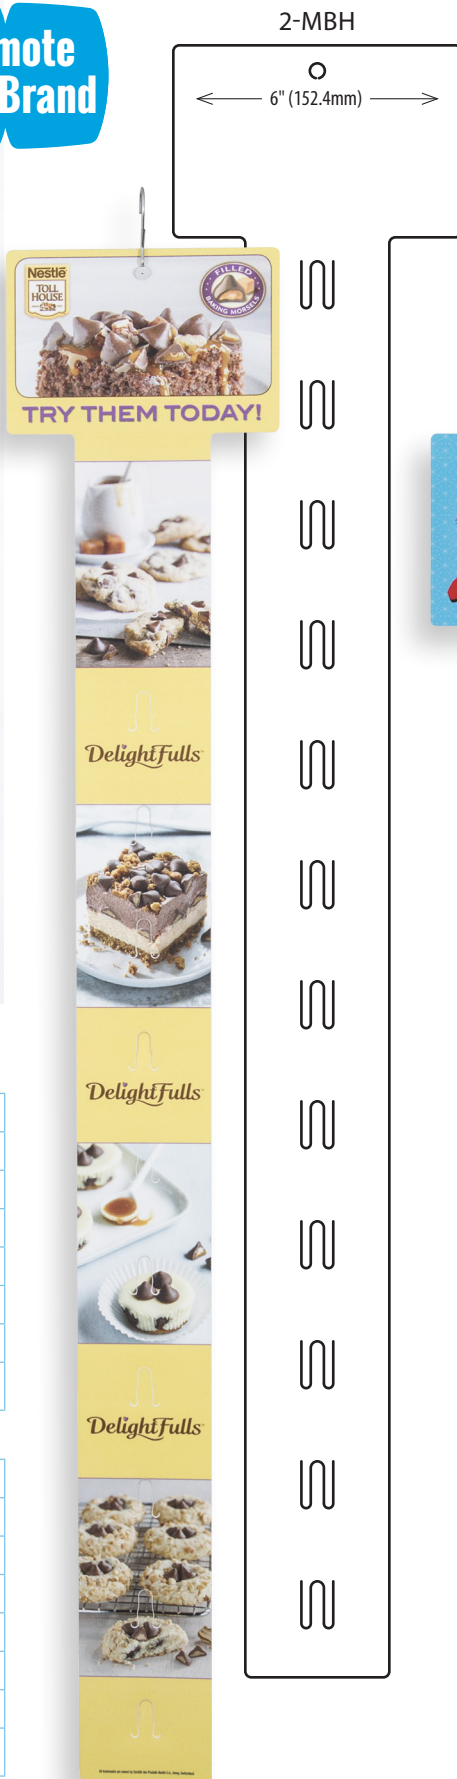 mote
Brand
2-MBH
6" (152.4mm)
Nestlé
TOLL
HOUSE
FILLED
BAKING MORSELS
TRY THEM TODAY!
DelightFulls
DelightFulls
DelightFulls